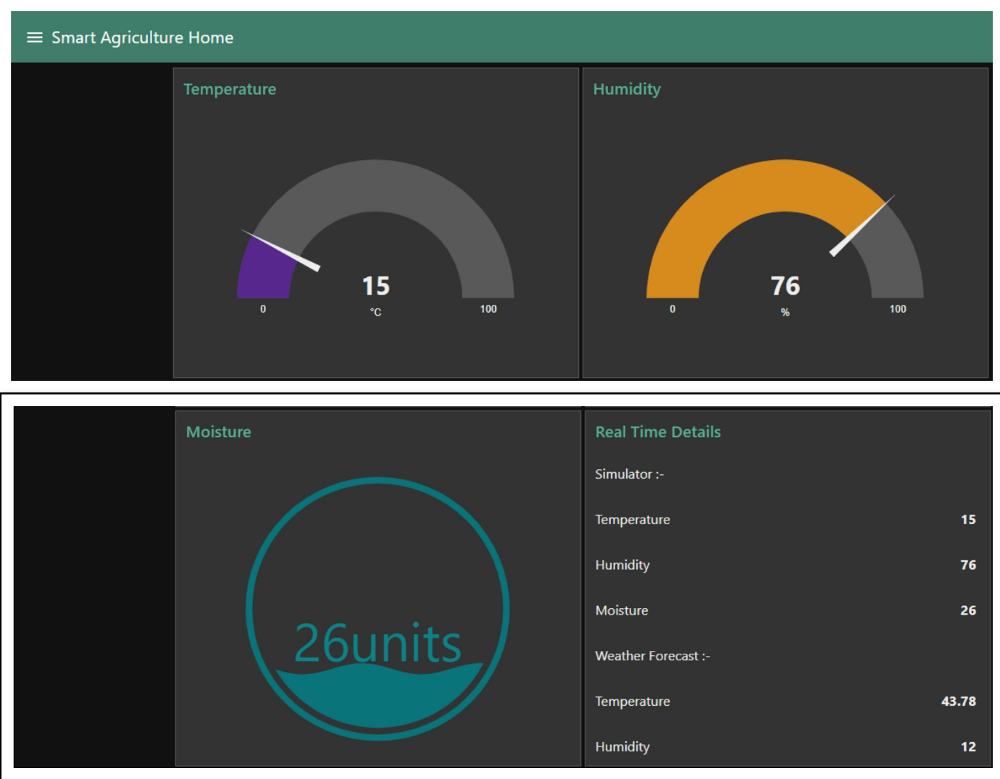 Smart Agriculture Home
Temperature
15
°C
0
100
Humidity
76
%
0
100
Moisture
26units
Real Time Details
Simulator :-
Temperature 15
Humidity 76
Moisture 26
Weather Forecast :-
Temperature 43.78
Humidity 12